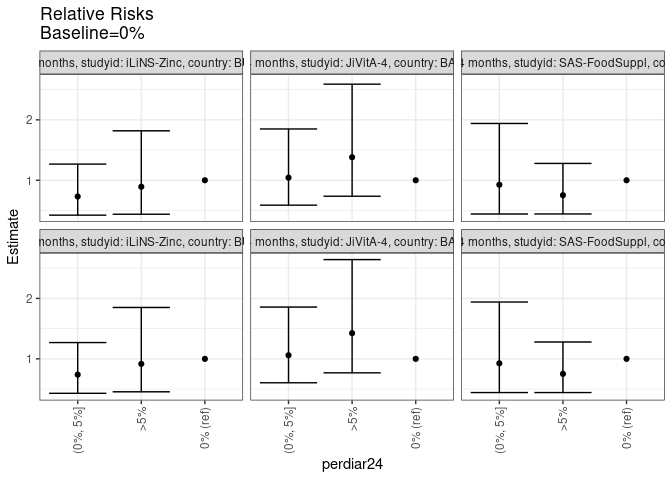 Relative Risks
Baseline=0%
months, studyid: iLiNS-Zinc, country: BU
months, studyid: JiVitA-4, country: BA
4 months, studyid: SAS-FoodSuppl, co
2
1
Estimate
months, studyid: iLiNS-Zinc, country: BU
months, studyid: JiVitA-4, country: BA
4 months, studyid: SAS-FoodSuppl, co
2
1
(0%, 5%]
>5%
0% (ref)
(0%, 5%]
>5%
0% (ref)
(0%, 5%]
>5%
0% (ref)
perdiar24